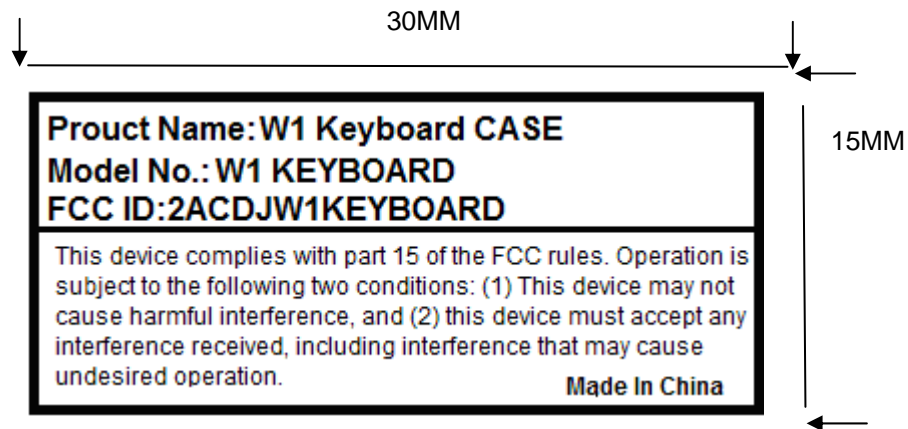 30MM
15MM
Prouct Name:W1 Keyboard CASE
Model No.: W1 KEYBOARD
FCC ID:2ACDJW1KEYBOARD
This device complies with part 15 of the FCC rules. Operation is
subject to the following two conditions: (1) This device may not
cause harmful interference, and (2) this device must accept any
interference received, including interference that may cause
undesired operation.
Made In China